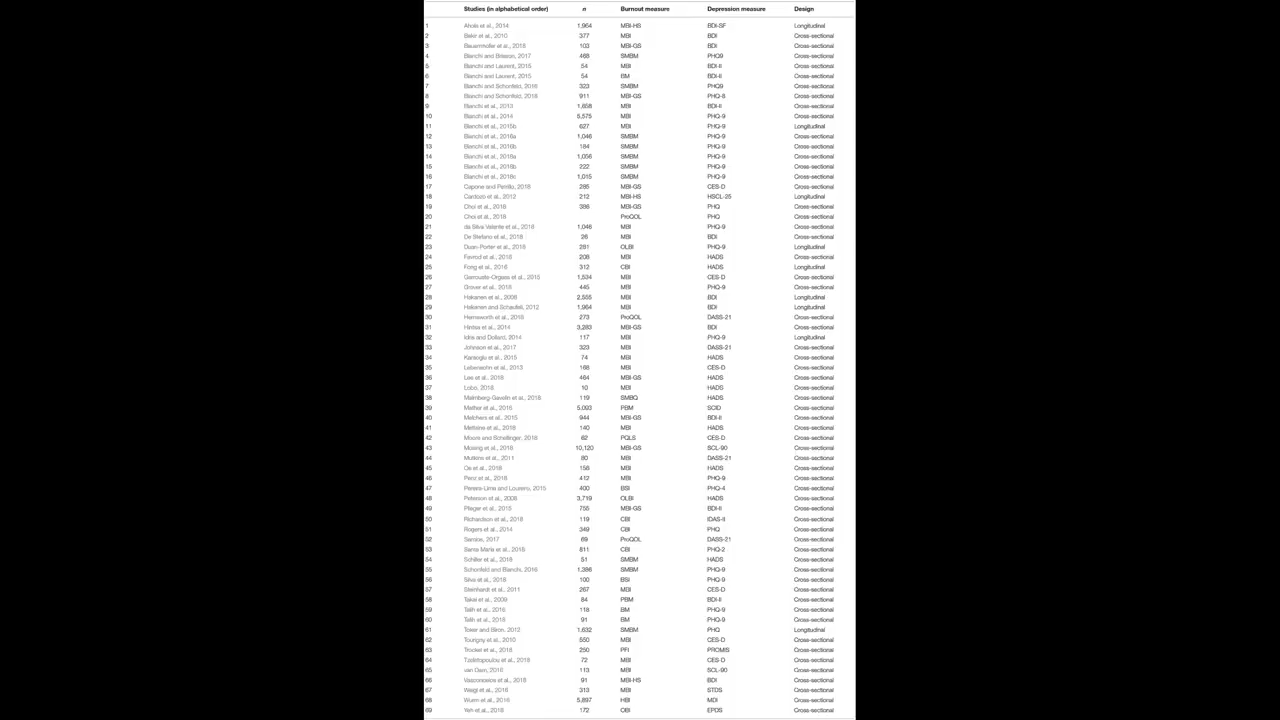 Studies (in alphabetical order) n Burnout measure Depression measure Design
1 Ahola et al., 2014 1,964 MBI-HS BDI-SF Longitudinal
2 Bekir et al., 2010 377 MBI BDI Cross-sectional
3 103 MBI-GS BDI Cross-sectional
4 Bianchi and Brisson, 2017 468 SMBM PHQ9 Cross-sectional
5 Bianchi and Laurent, 2015 54 MBI BDI-II Cross-sectional
6 Bianchi and Laurent, 2015 54 BM BDI-II Cross-sectional
7 Bianchi and Schonfeld, 2016 323 SMBM PHQ9 Cross-sectional
8 Bianchi and Schonfeld, 2018 911 MBI-GS PHQ-8 Cross-sectional
9 Bianchi et al., 2013 1,658 MBI BDI-II Cross-sectional
10 Bianchi et al., 2014 5,575 MBI PHQ-9 Cross-sectional
11 Bianchi et al., 2015b 627 MBI PHQ-9 Longitudinal
12 Bianchi et al., 2016a 1,046 SMBM PHQ-9 Cross-sectional
13 Bianchi et al., 2016b 184 SMBM PHQ-9 Cross-sectional
14 Bianchi et al., 2018a 1,056 SMBM PHQ-9 Cross-sectional
15 Bianchi et al., 2018b 222 SMBM PHQ-9 Cross-sectional
16 Bianchi et al., 2018c 1,015 SMBM PHQ-9 Cross-sectional
17 Capone and Petrillo, 2018 285 MBI-GS CES-D Cross-sectional
18 Cardozo et al., 2012 212 MBI-HS HSCL-25 Longitudinal
19 Choi et al., 2018 386 MBI-GS PHQ Cross-sectional
20 Choi et al., 2018 ProQOL PHQ Cross-sectional
21 da Silva Valente et al., 2018 1,046 MBI PHQ-9 Cross-sectional
22 De Stefano et al., 2018 26 MBI BDI Cross-sectional
23 Duan-Porter et al., 2018 281 OLBI PHQ-9 Longitudinal
24 Favrod et al., 2018 208 MBI HADS Cross-sectional
25 Fong et al., 2016 312 CBI HADS Longitudinal
26 Garrouste-Orgeas et al., 2015 1,534 MBI CES-D Cross-sectional
27 Grover et al., 2018 445 MBI PHQ-9 Cross-sectional
28 Hakanen et al., 2008 2,555 MBI BDI Longitudinal
29 Hakanen and Schaufeli, 2012 1,964 MBI BDI Longitudinal
30 Hemsworth et al., 2018 273 ProQOL DASS-21 Cross-sectional
31 Hintsa et al., 2014 3,283 MBI-GS BDI Cross-sectional
32 Idris and Dollard, 2014 117 MBI PHQ-9 Longitudinal
33 Johnson et al., 2017 323 MBI DASS-21 Cross-sectional
34 Karaoglu et al., 2015 74 MBI HADS Cross-sectional
35 Lebensohn et al., 2013 168 MBI CES-D Cross-sectional
36 Lee et al., 2018 464 MBI-GS HADS Cross-sectional
37 Lobo, 2018 10 MBI HADS Cross-sectional
38 Malmberg-Gavelin et al., 2018 119 SMBQ HADS Cross-sectional
39 Mather et al., 2016 5,093 PBM SCID Cross-sectional
40 Melchers et al., 2015 944 MBI-GS BDI-II Cross-sectional
41 et al., 2018 140 MBI HADS Cross-sectional
42 Moore and Schellinger, 2018 62 PQLS CES-D Cross-sectional
43 et al., 2018 10,120 MBI-GS SCL-90 Cross-sectional
44 Mutkins et al., 2011 80 MBI DASS-21 Cross-sectional
45 Oe et al., 2018 156 MBI HADS Cross-sectional
46 Penz et al., 2018 412 MBI PHQ-9 Cross-sectional
47 Pereira-Lima and Loureiro, 2015 400 BSI PHQ-4 Cross-sectional
48 Peterson et al., 2008 3,719 OLBI HADS Cross-sectional
49 Plieger et al., 2015 755 MBI-GS BDI-II Cross-sectional
50 Richardson et al., 2018 119 CBI IDAS-II Cross-sectional
51 Rogers et al., 2014 349 CBI PHQ Cross-sectional
52 2017 69 ProQOL DASS-21 Cross-sectional
53 Santa Maria et al., 2018 811 CBI PHQ-2 Cross-sectional
54 Schiller et al., 2018 51 SMBM HADS Cross-sectional
55 Schonfeld and Bianchi, 2016 1,386 SMBM PHQ-9 Cross-sectional
56 Silva et al., 2018 100 BSI PHQ-9 Cross-sectional
57 Steinhardt et al., 2011 267 MBI CES-D Cross-sectional
58 Takai et al., 2009 84 PBM BDI-II Cross-sectional
59 Talih et al., 2016 118 BM PHQ-9 Cross-sectional
60 Talih et al., 2018 91 BM PHQ-9 Cross-sectional
61 Toker and Biron, 2012 1,632 SMBM PHQ Longitudinal
62 Tourigny et al., 2010 550 MBI CES-D Cross-sectional
63 Trockel et al., 2018 250 PFI PROMIS Cross-sectional
64 Tzeletopoulou et al., 2018 72 MBI CES-D Cross-sectional
65 van Dam, 2016 113 MBI SCL-90 Cross-sectional
66 Vasconcelos et al., 2018 91 MBI-HS BDI Cross-sectional
67 Weigl et al., 2016 313 MBI STDS Cross-sectional
68 Wurm et al., 2016 5,897 HBI MDI Cross-sectional
69 Yeh et al., 2018 172 OBI EPDS Cross-sectional